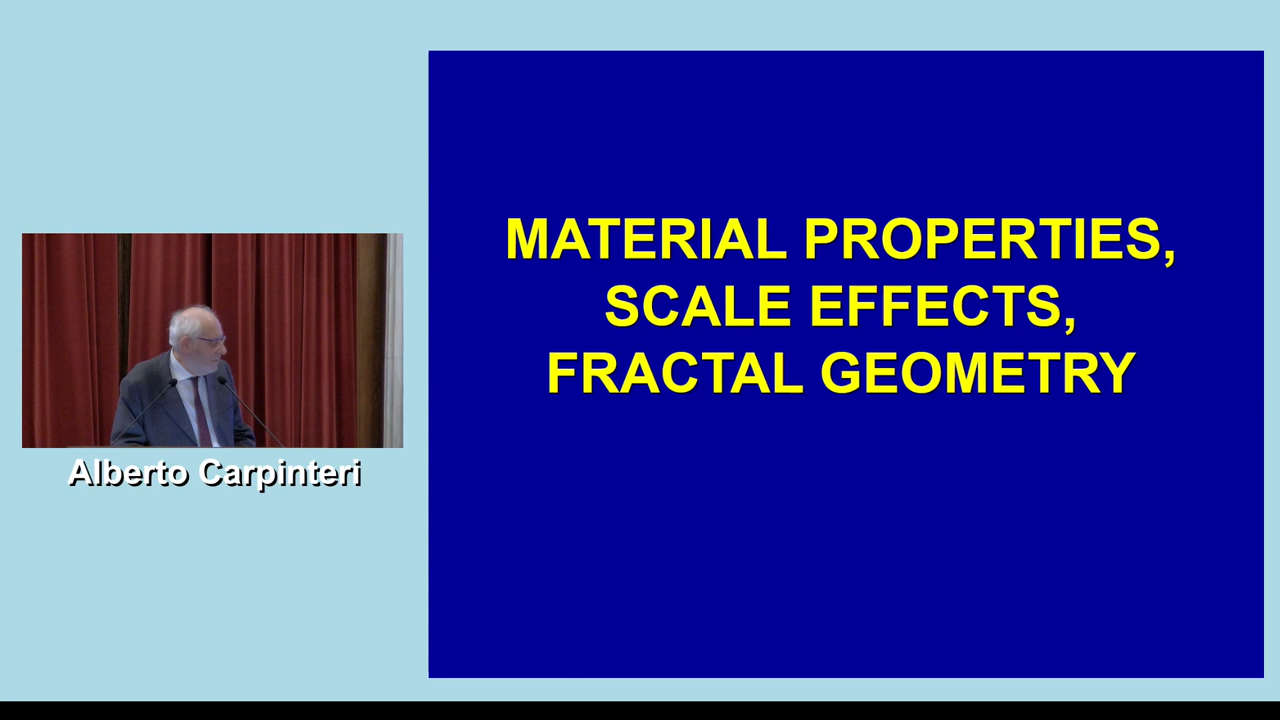 MATERIAL PROPERTIES,
SCALE EFFECTS,
FRACTAL GEOMETRY
Alberto Carpinteri